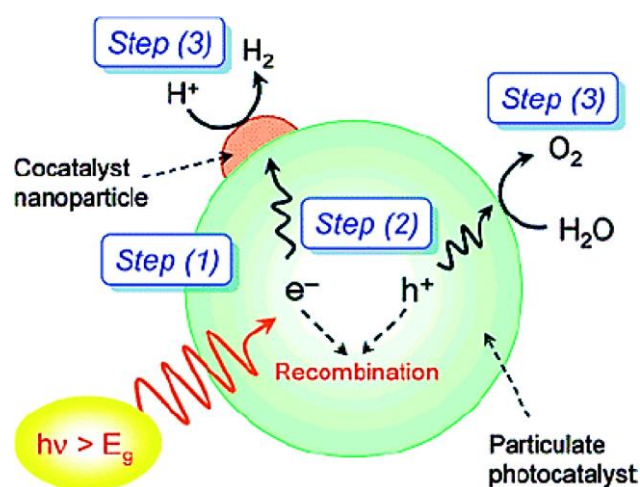 Step (3)
H₂
H⁺
Step (3)
O₂
H₂O
Cocatalyst
nanoparticle
Step (1)
Step (2)
e⁻
h⁺
Recombination
hν > Eg
Particulate
photocatalyst